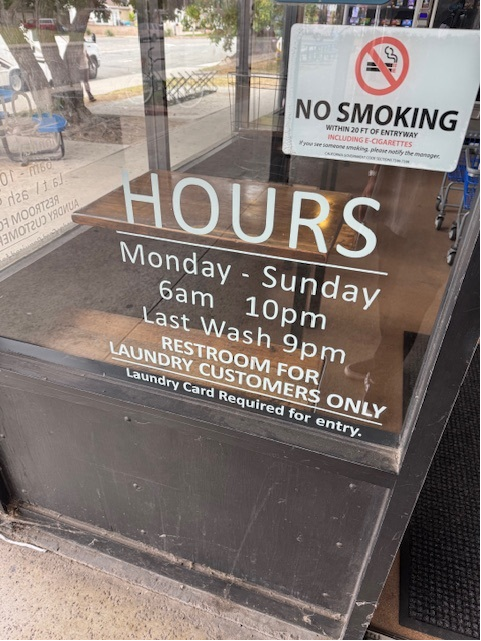 NO SMOKING
WITHIN 20 FT OF ENTRYWAY
INCLUDING E-CIGARETTES
If you see someone smoking, please notify the manager.
HOURS
Monday - Sunday
6am 10pm
Last Wash 9pm
RESTROOM FOR
LAUNDRY CUSTOMERS ONLY
Laundry Card Required for entry.